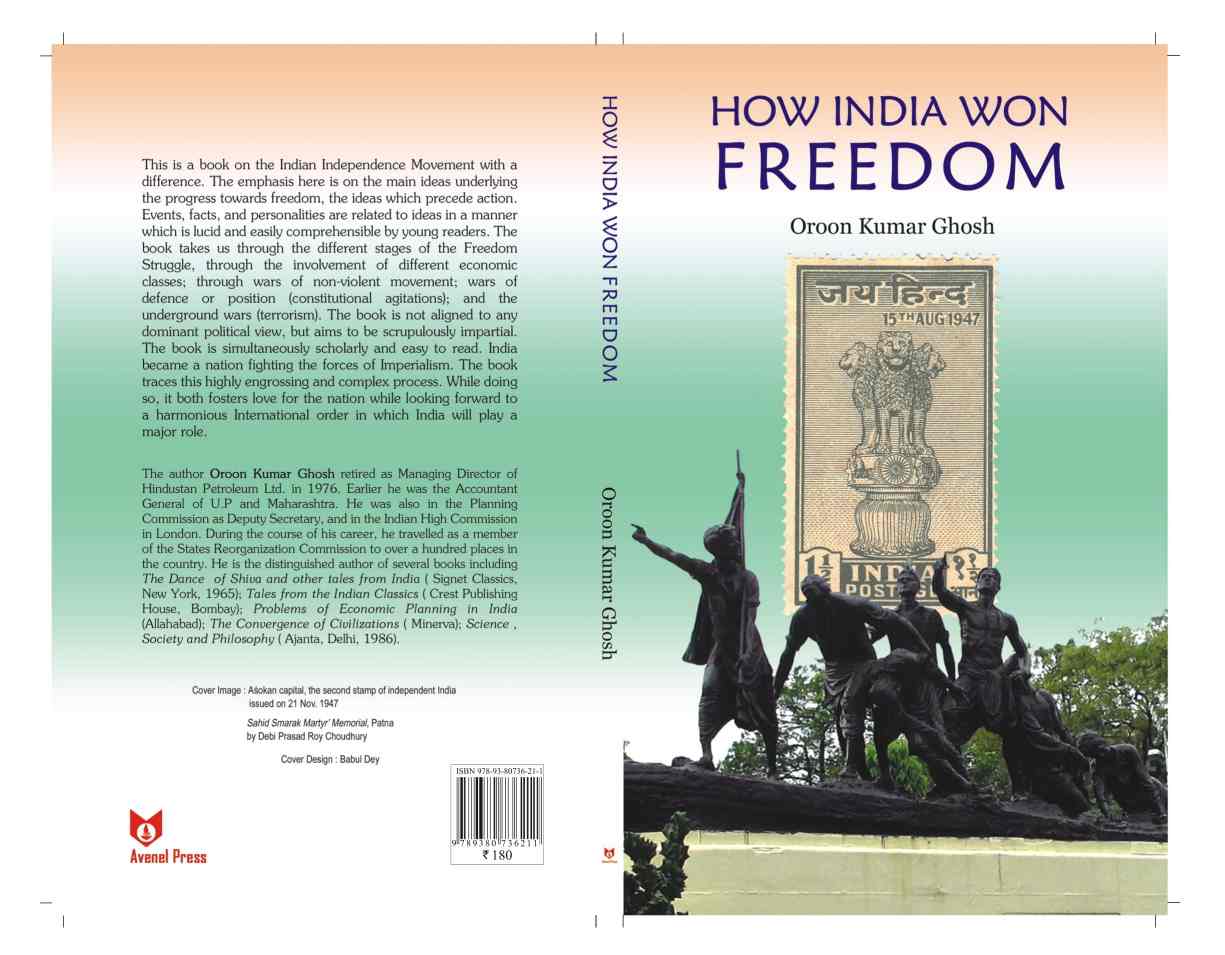 This is a book on the Indian Independence Movement with a
difference. The emphasis here is on the main ideas underlying
the progress towards freedom, the ideas which precede action.
Events, facts, and personalities are related to ideas in a manner
which is lucid and easily comprehensible by young readers. The
book takes us through the different stages of the Freedom
Struggle, through the involvement of different economic
classes; through wars of non-violent movement; wars of
defence or position (constitutional agitations); and the
underground wars (terrorism). The book is not aligned to any
dominant political view, but aims to be scrupulously impartial.
The book is simultaneously scholarly and easy to read. India
became a nation fighting the forces of Imperialism. The book
traces this highly engrossing and complex process. While doing
so, it both fosters love for the nation while looking forward to
a harmonious International order in which India will play a
major role.
The author Oroon Kumar Ghosh retired as Managing Director of
Hindustan Petroleum Ltd. in 1976. Earlier he was the Accountant
General of U.P and Maharashtra. He was also in the Planning
Commission as Deputy Secretary, and in the Indian High Commission
in London. During the course of his career, he travelled as a member
of the States Reorganization Commission to over a hundred places in
the country. He is the distinguished author of several books including
The Dance of Shiva and other tales from India ( Signet Classics,
New York, 1965); Tales from the Indian Classics ( Crest Publishing
House, Bombay); Problems of Economic Planning in India
(Allahabad); The Convergence of Civilizations ( Minerva); Science ,
Society and Philosophy ( Ajanta, Delhi, 1986).
Cover Image : Aśokan capital, the second stamp of independent India
issued on 21 Nov. 1947
Sahid Smarak Martyr' Memorial, Patna
by Debi Prasad Roy Choudhury
Cover Design : Babul Dey
ISBN 978-93-80736-21-1
9 789380 736211
₹ 180
Avenel Press
HOW INDIA WON FREEDOM
Oroon Kumar Ghosh
HOW INDIA WON
FREEDOM
Oroon Kumar Ghosh
जय हिन्द
15TH AUG 1947
1½ INDIA १½
POSTAGE